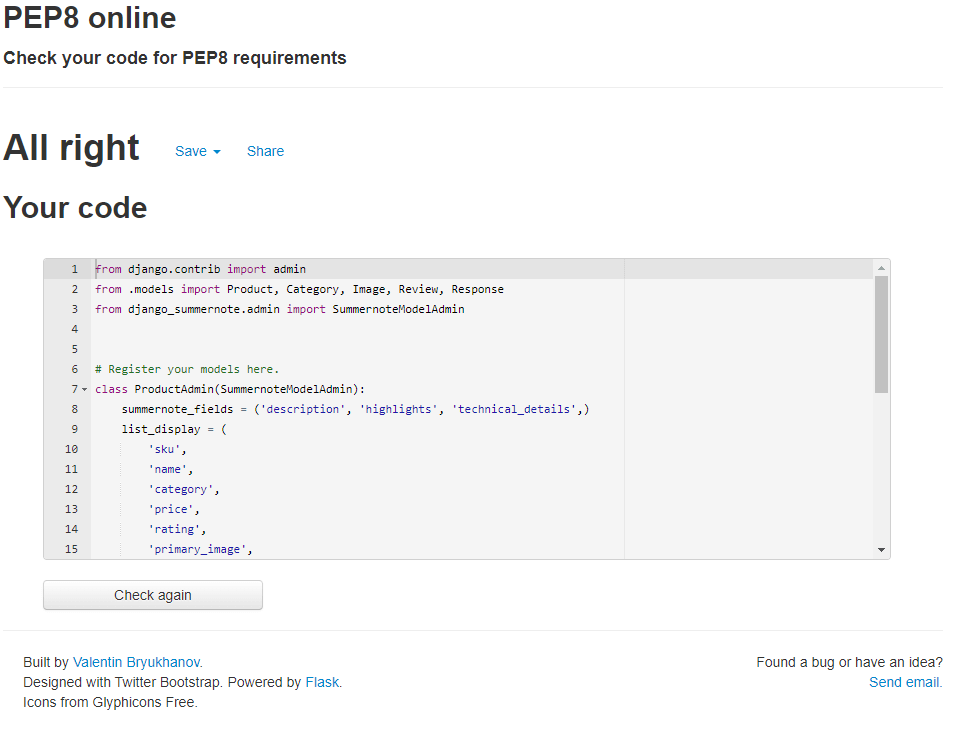 PEP8 online
Check your code for PEP8 requirements
All right Save Share
Your code
1 from django.contrib import admin
2 from .models import Product, Category, Image, Review, Response
3 from django_summernote.admin import SummernoteModelAdmin
4
5
6 # Register your models here.
7 class ProductAdmin(SummernoteModelAdmin):
8 summernote_fields = ('description', 'highlights', 'technical_details',)
9 list_display = (
10 'sku',
11 'name',
12 'category',
13 'price',
14 'rating',
15 'primary_image',
Check again
Built by Valentin Bryukhanov. Found a bug or have an idea?
Designed with Twitter Bootstrap. Powered by Flask. Send email.
Icons from Glyphicons Free.